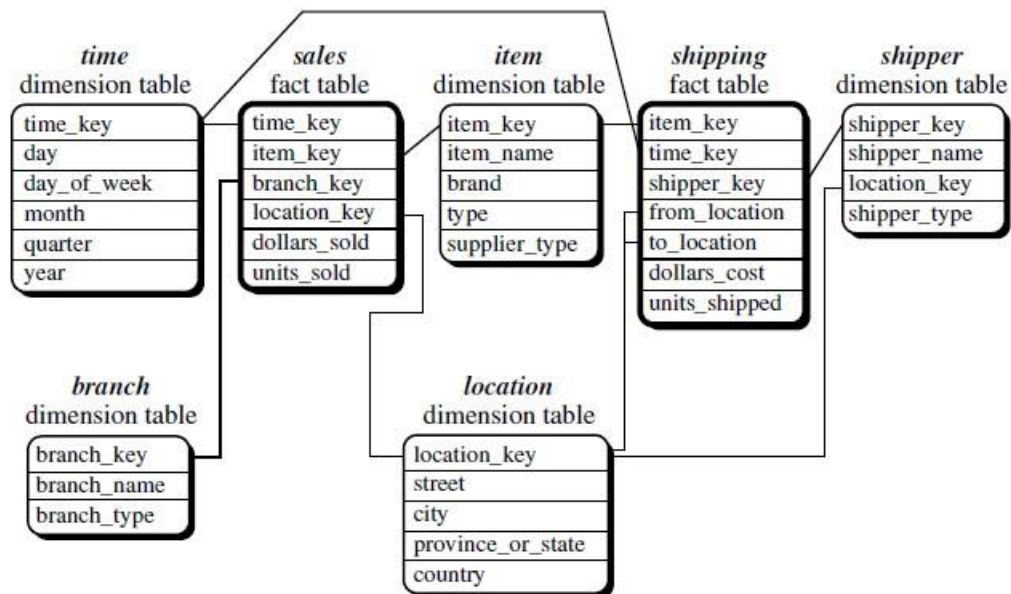 time
dimension table
time_key
day
day_of_week
month
quarter
year
sales
fact table
time_key
item_key
branch_key
location_key
dollars_sold
units_sold
item
dimension table
item_key
item_name
brand
type
supplier_type
shipping
fact table
item_key
time_key
shipper_key
from_location
to_location
dollars_cost
units_shipped
shipper
dimension table
shipper_key
shipper_name
location_key
shipper_type
branch
dimension table
branch_key
branch_name
branch_type
location
dimension table
location_key
street
city
province_or_state
country